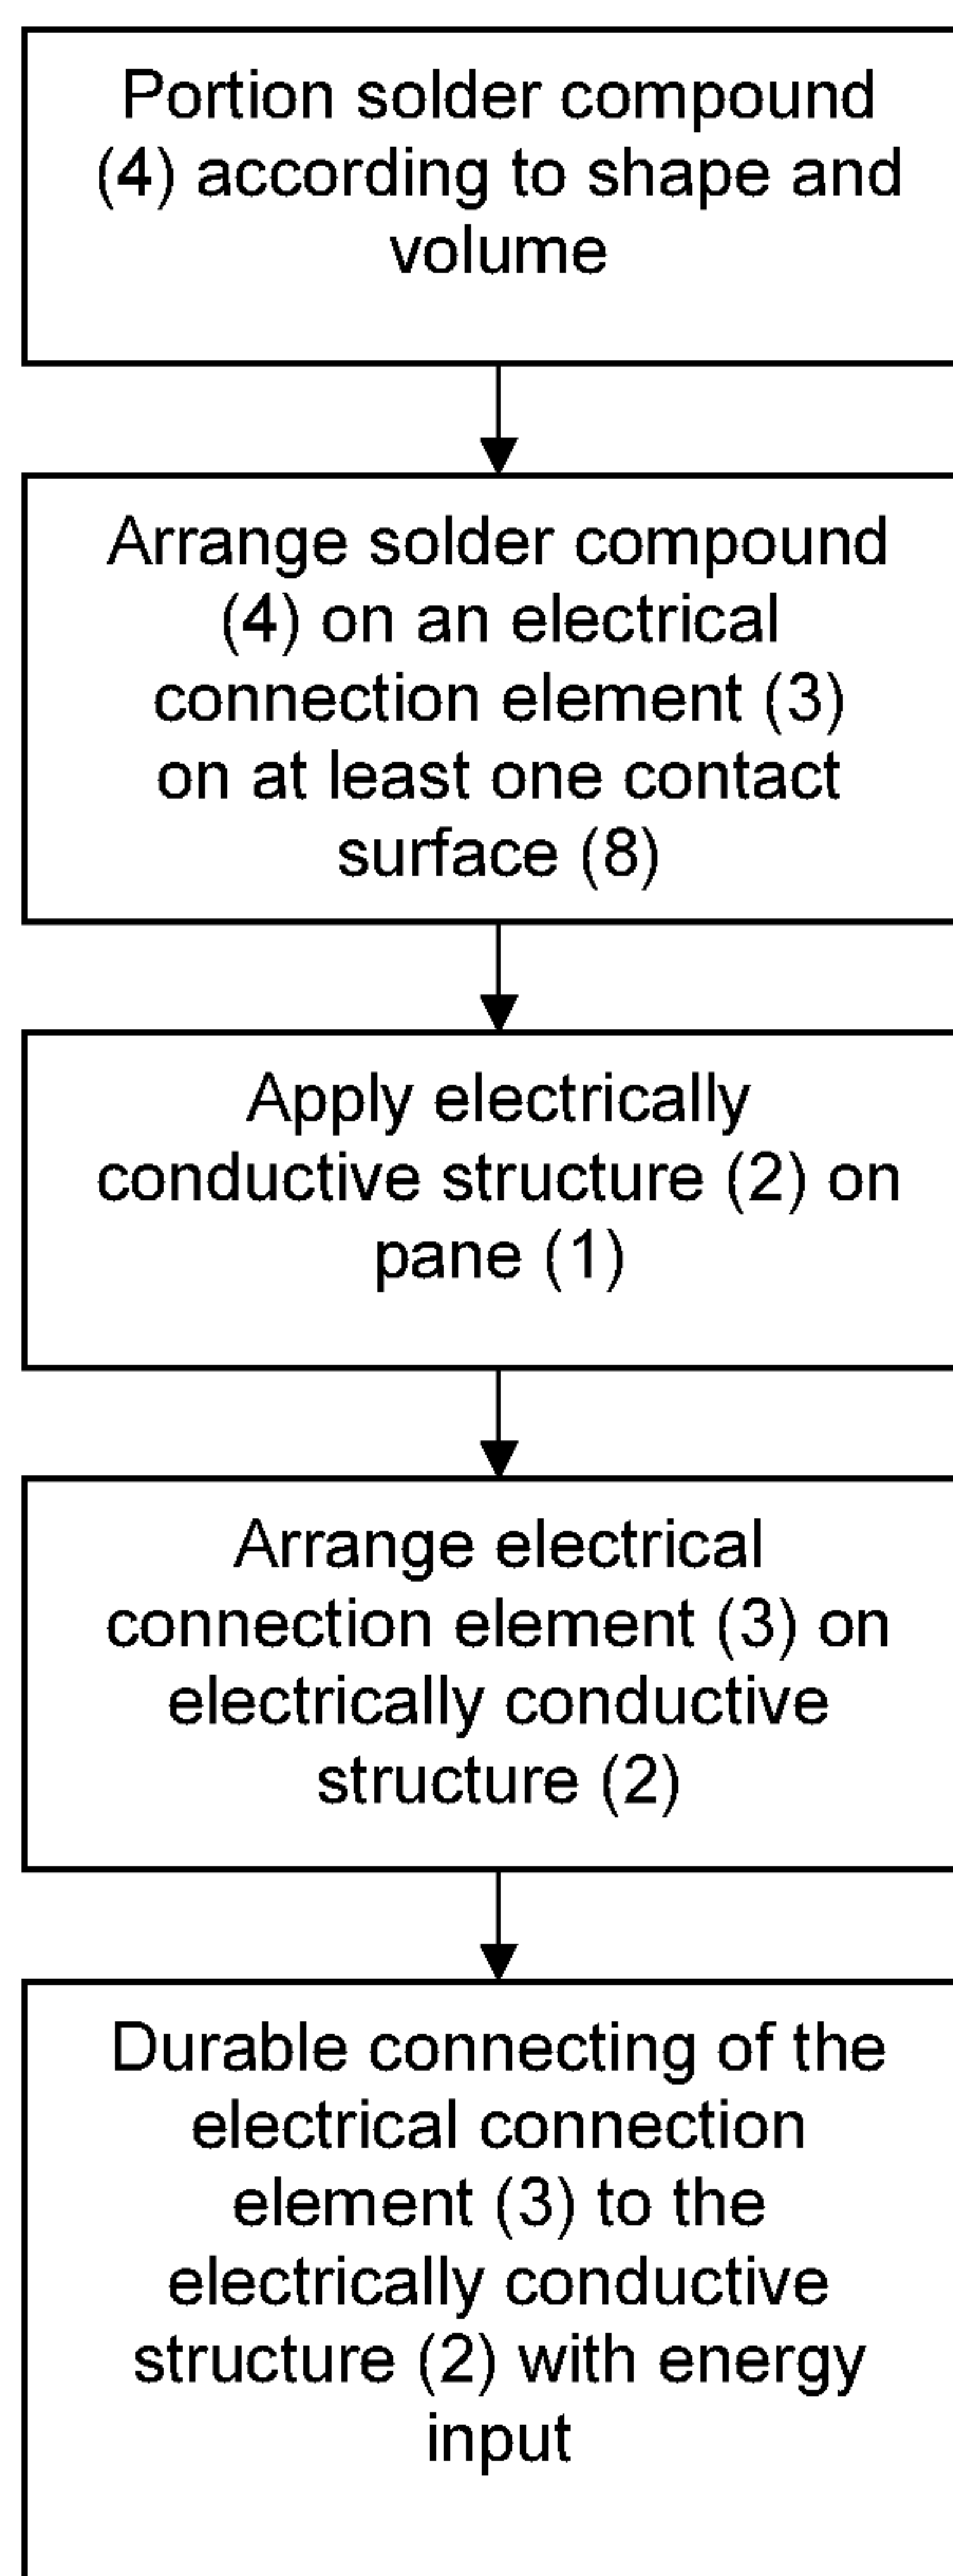 Portion solder compound
(4) according to shape and
volume
Arrange solder compound
(4) on an electrical
connection element (3)
on at least one contact
surface (8)
Apply electrically
conductive structure (2) on
pane (1)
Arrange electrical
connection element (3) on
electrically conductive
structure (2)
Durable connecting of the
electrical connection
element (3) to the
electrically conductive
structure (2) with energy
input